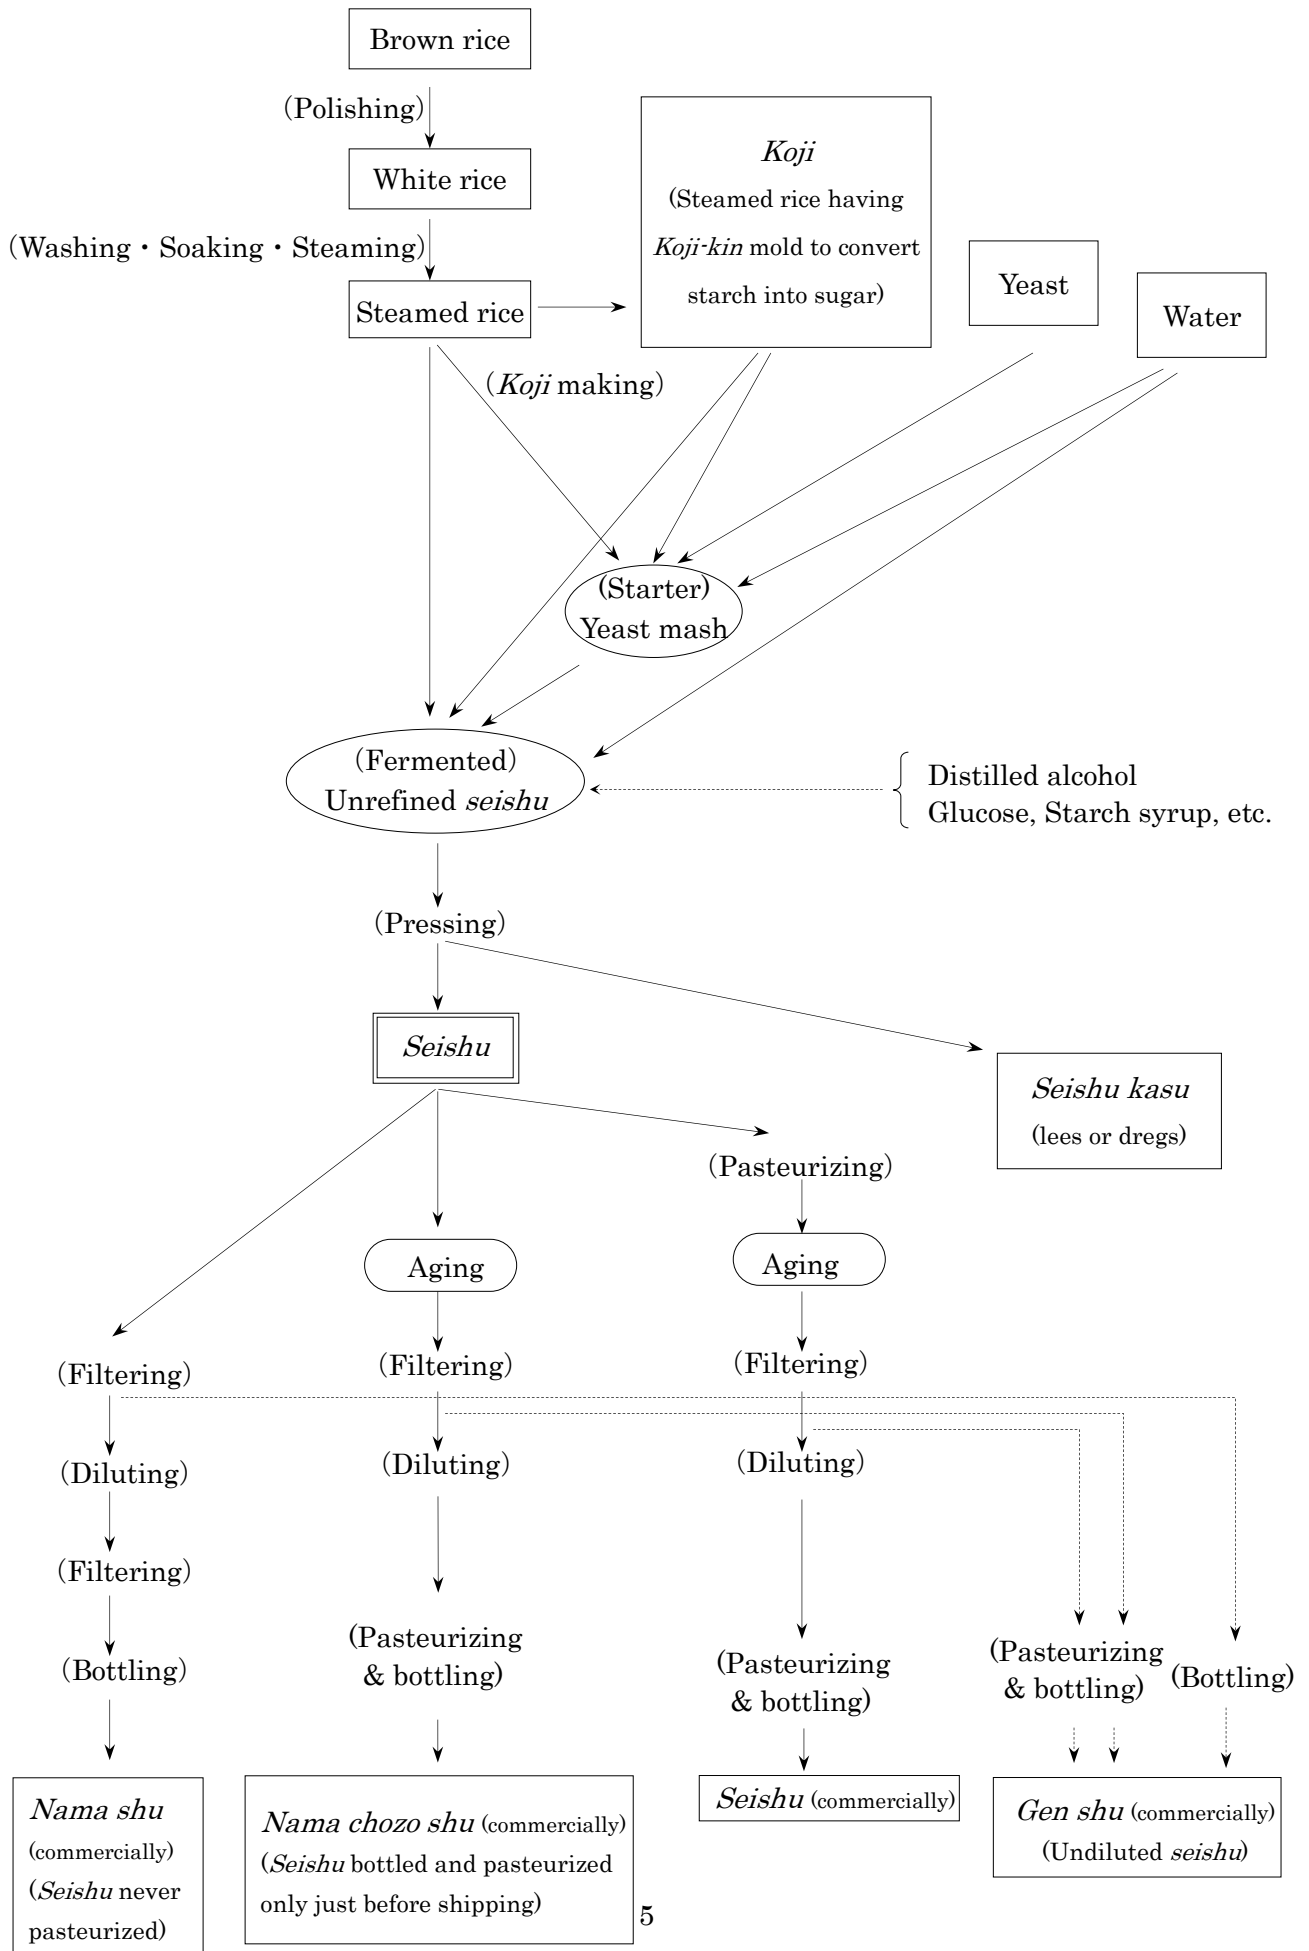 Brown rice
(Polishing)
White rice
(Washing・Soaking・Steaming)
Steamed rice
Koji
(Steamed rice having
Koji-kin mold to convert
starch into sugar)
Yeast
Water
(Koji making)
(Starter)
Yeast mash
(Fermented)
Unrefined seishu
Distilled alcohol
Glucose, Starch syrup, etc.
(Pressing)
Seishu
Seishu kasu
(lees or dregs)
(Pasteurizing)
Aging
Aging
(Filtering)
(Filtering)
(Filtering)
(Diluting)
(Diluting)
(Diluting)
(Filtering)
(Bottling)
(Pasteurizing
& bottling)
(Pasteurizing
& bottling)
(Pasteurizing
& bottling)
(Bottling)
Nama shu
(commercially)
(Seishu never
pasteurized)
Nama chozo shu (commercially)
(Seishu bottled and pasteurized
only just before shipping)
Seishu (commercially)
Gen shu (commercially)
(Undiluted seishu)
5